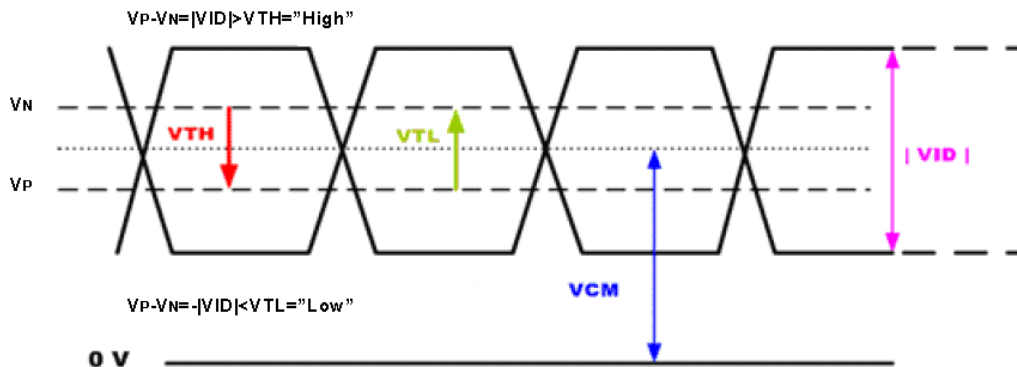 VP-VN=|VID|>VTH="High"
VN
VTH
VTL
| VID |
VP
VCM
VP-VN=-|VID|<VTL="Low"
0 V